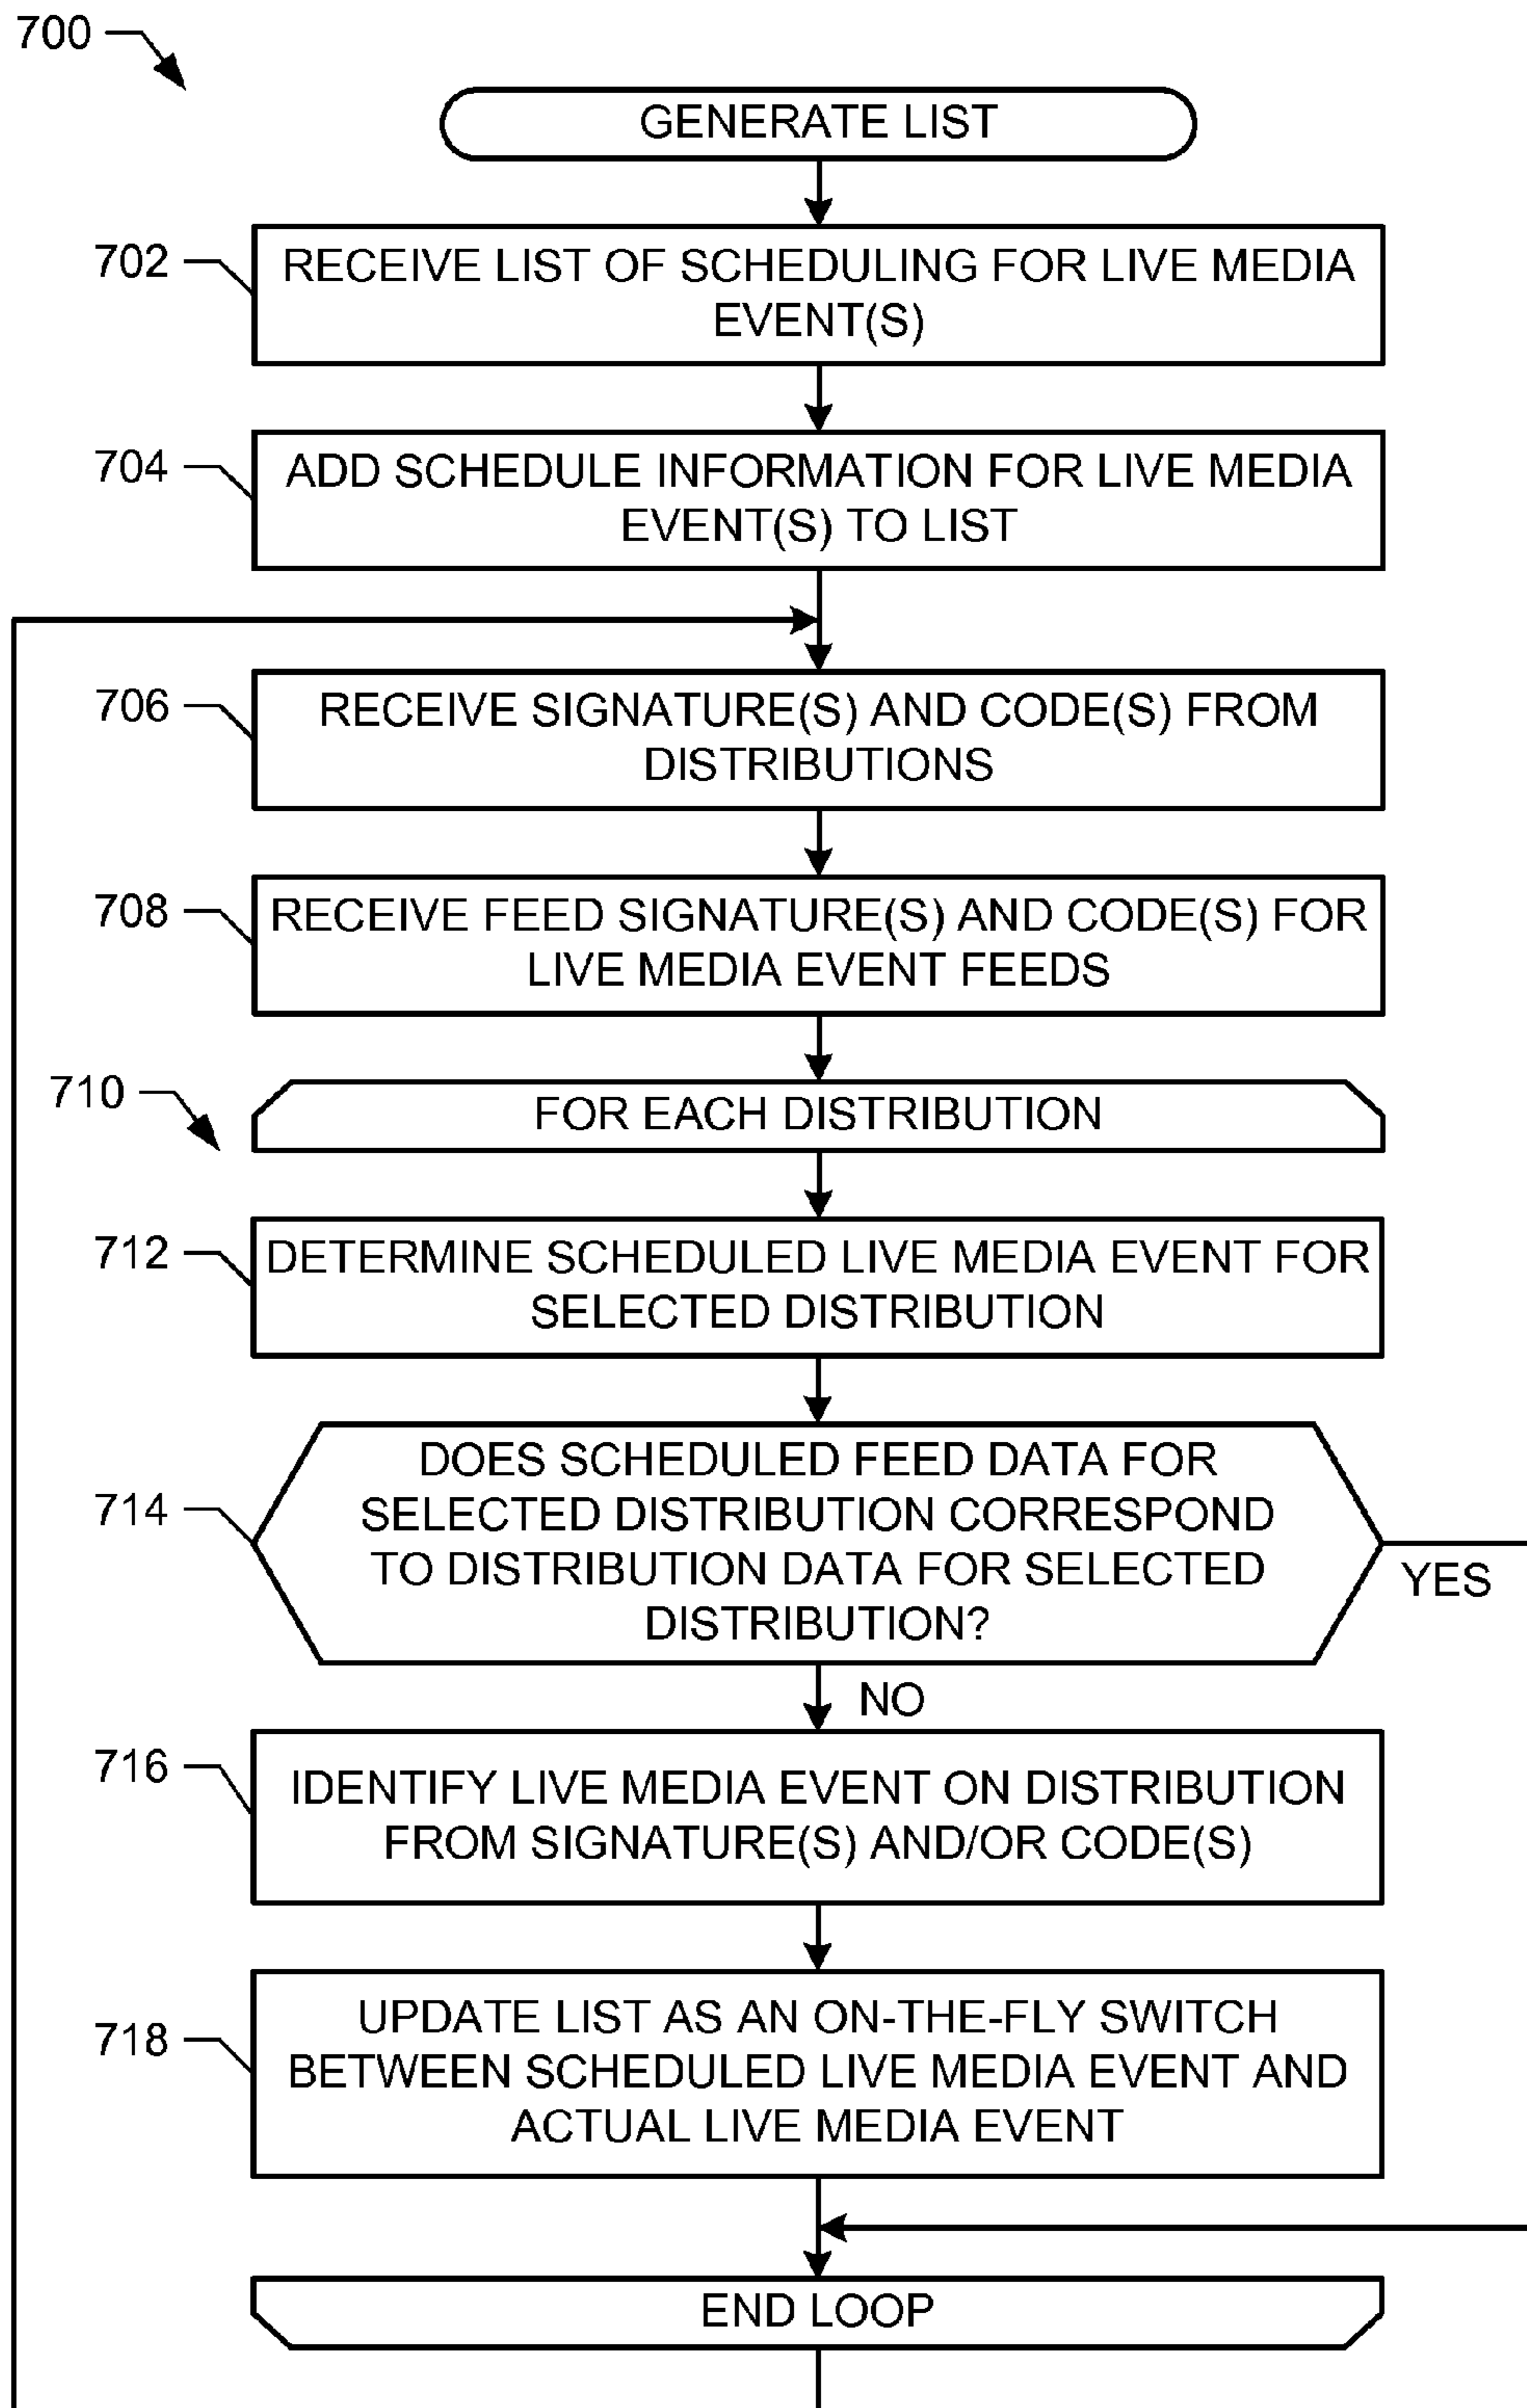 700
GENERATE LIST
702
RECEIVE LIST OF SCHEDULING FOR LIVE MEDIA
EVENT(S)
704
ADD SCHEDULE INFORMATION FOR LIVE MEDIA
EVENT(S) TO LIST
706
RECEIVE SIGNATURE(S) AND CODE(S) FROM
DISTRIBUTIONS
708
RECEIVE FEED SIGNATURE(S) AND CODE(S) FOR
LIVE MEDIA EVENT FEEDS
710
FOR EACH DISTRIBUTION
712
DETERMINE SCHEDULED LIVE MEDIA EVENT FOR
SELECTED DISTRIBUTION
714
DOES SCHEDULED FEED DATA FOR
SELECTED DISTRIBUTION CORRESPOND
TO DISTRIBUTION DATA FOR SELECTED
DISTRIBUTION?
YES
NO
716
IDENTIFY LIVE MEDIA EVENT ON DISTRIBUTION
FROM SIGNATURE(S) AND/OR CODE(S)
718
UPDATE LIST AS AN ON-THE-FLY SWITCH
BETWEEN SCHEDULED LIVE MEDIA EVENT AND
ACTUAL LIVE MEDIA EVENT
END LOOP